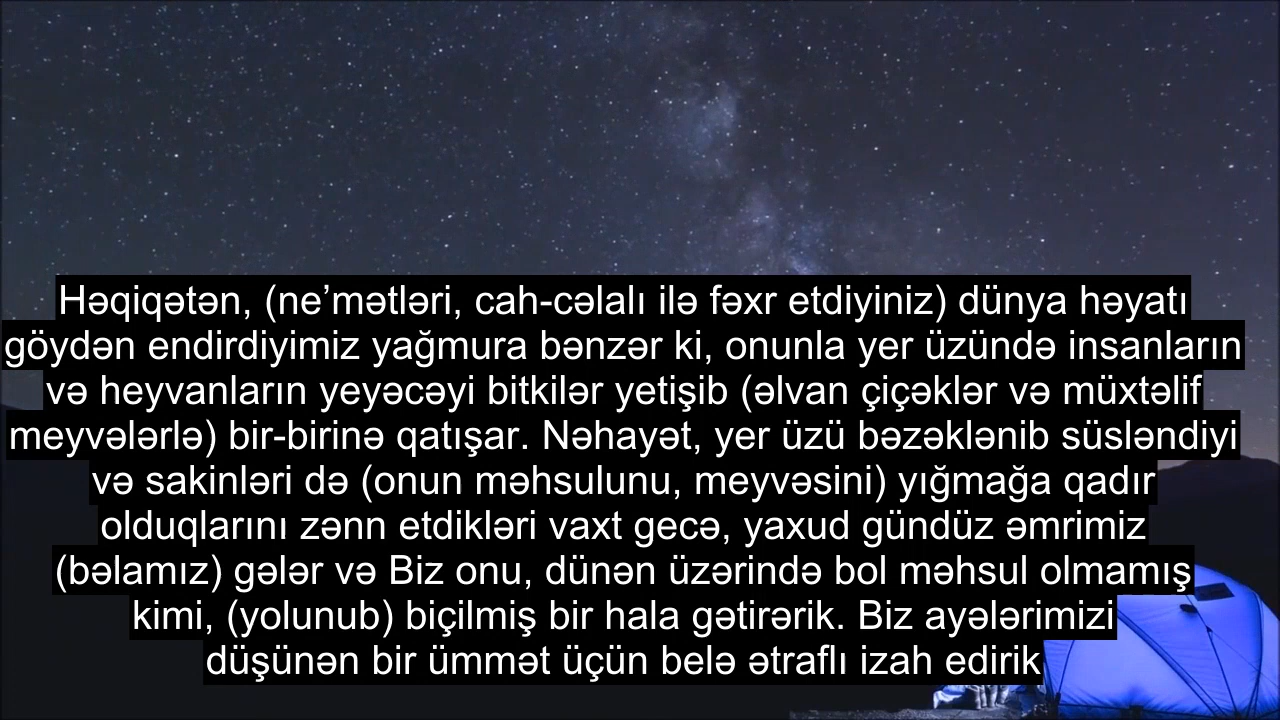 Həqiqətən, (ne’mətləri, cah-cəlalı ilə fəxr etdiyiniz) dünya həyatı
göydən endirdiyimiz yağmura bənzər ki, onunla yer üzündə insanların
və heyvanların yeyəcəyi bitkilər yetişib (əlvan çiçəklər və müxtəlif
meyvələrlə) bir-birinə qatışar. Nəhayət, yer üzü bəzəklənib süsləndiyi
və sakinləri də (onun məhsulunu, meyvəsini) yığmağa qadır
olduqlarını zənn etdikləri vaxt gecə, yaxud gündüz əmrimiz
(bəlamız) gələr və Biz onu, dünən üzərində bol məhsul olmamış
kimi, (yolunub) biçilmiş bir hala gətirərik. Biz ayələrimizi
düşünən bir ümmət üçün belə ətraflı izah edirik